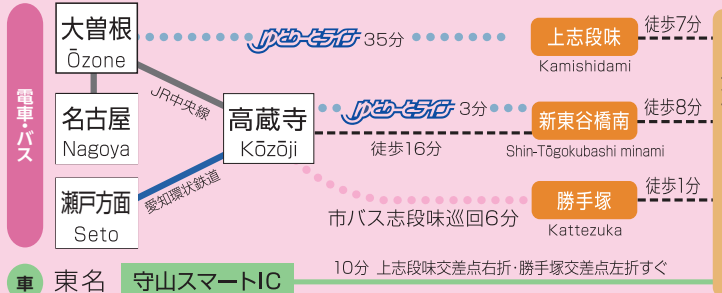 電車・バス
大曽根
Ōzone
ゆとりーとライン 35分
上志段味
Kamishidami
徒歩7分
JR中央線
名古屋
Nagoya
高蔵寺
Kōzōji
ゆとりーとライン 3分
徒歩16分
新東谷橋南
Shin-Tōgokubashi minami
徒歩8分
瀬戸方面
Seto
愛知環状鉄道
市バス志段味巡回6分
勝手塚
Kattezuka
徒歩1分
車 東名 守山スマートIC 10分 上志段味交差点右折・勝手塚交差点左折すぐ